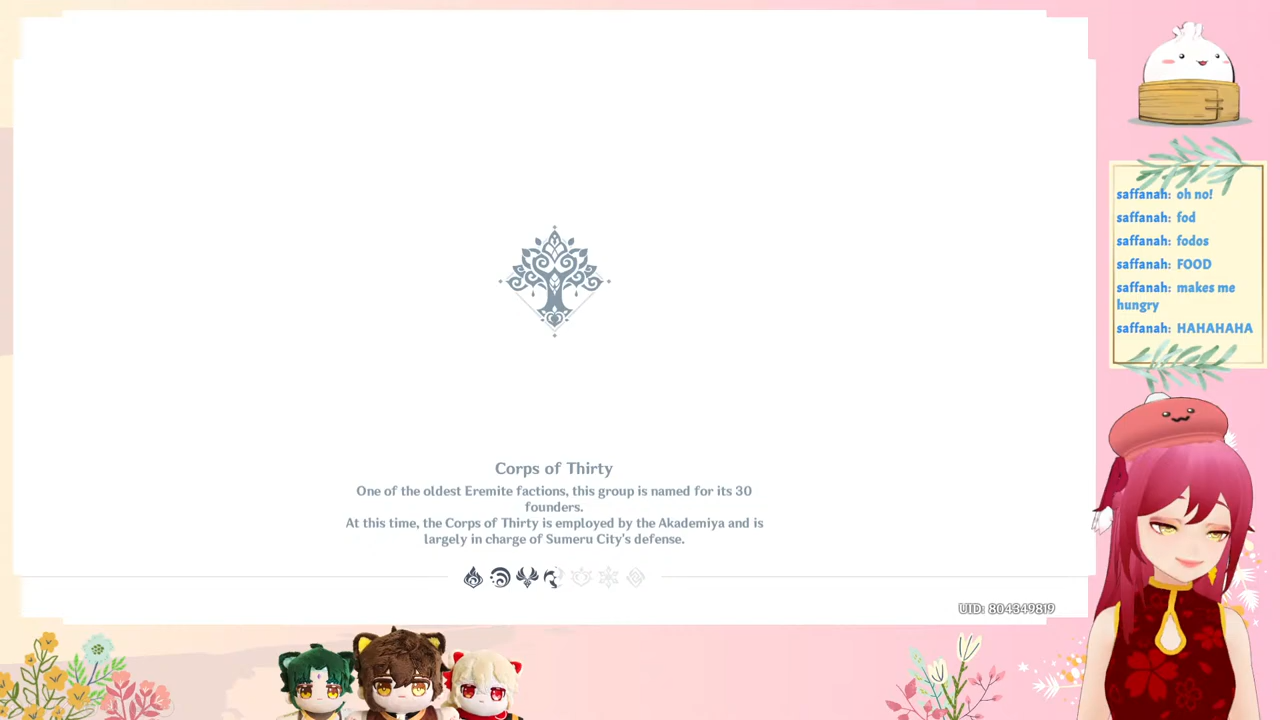 saffanah: oh no!
saffanah: fod
saffanah: fodos
saffanah: FOOD
saffanah: makes me
hungry
saffanah: HAHAHAHA
Corps of Thirty
One of the oldest Eremite factions, this group is named for its 30
founders.
At this time, the Corps of Thirty is employed by the Akademiya and is
largely in charge of Sumeru City's defense.
UID: 804349819